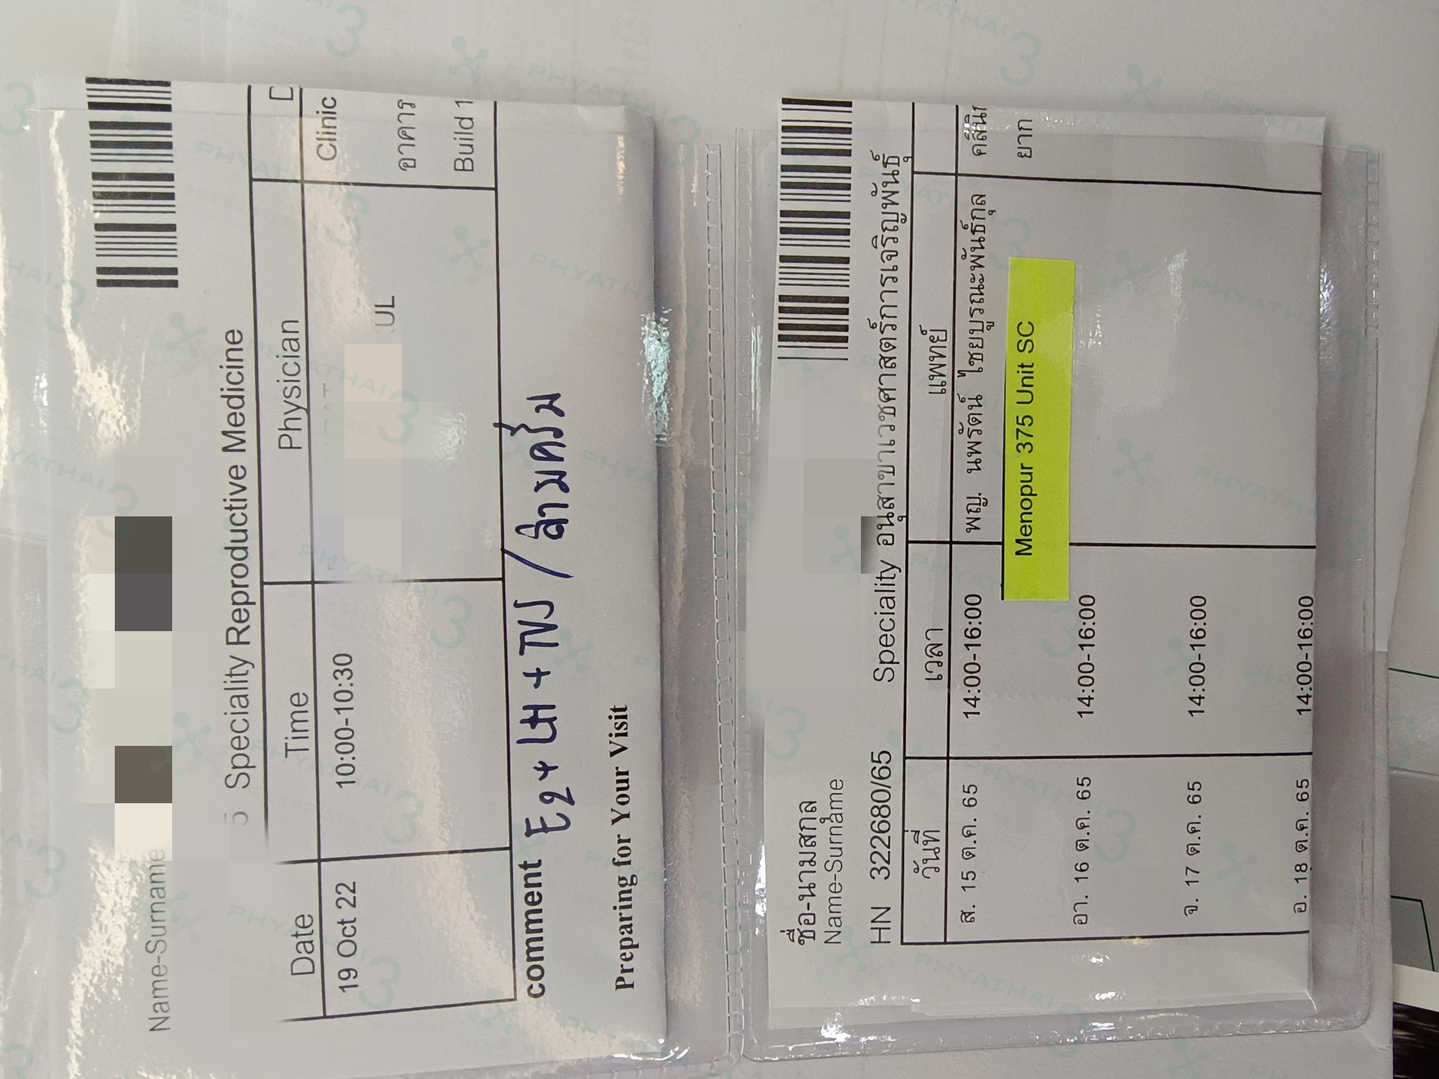 Name-Surname
Speciality Reproductive Medicine
Date Time Physician
19 Oct 22 10:00-10:30 UL Clinic
อาคาร
Build 1
comment E2 + LH + TVS / ล้ามครีม
Preparing for Your Visit
ชื่อ-นามสกุล
Name-Surname
HN 322680/65 Speciality อนุสาขาเวชศาสตร์การเจริญพันธุ์
วันที่ เวลา แพทย์
ส. 15 ต.ค. 65 14:00-16:00 พญ. นพรัตน์ ไชยบูรณะพันธ์กุล
ยาก
Menopur 375 Unit SC
อา. 16 ต.ค. 65 14:00-16:00
จ. 17 ต.ค. 65 14:00-16:00
อ. 18 ต.ค. 65 14:00-16:00
PHYATHAI 3